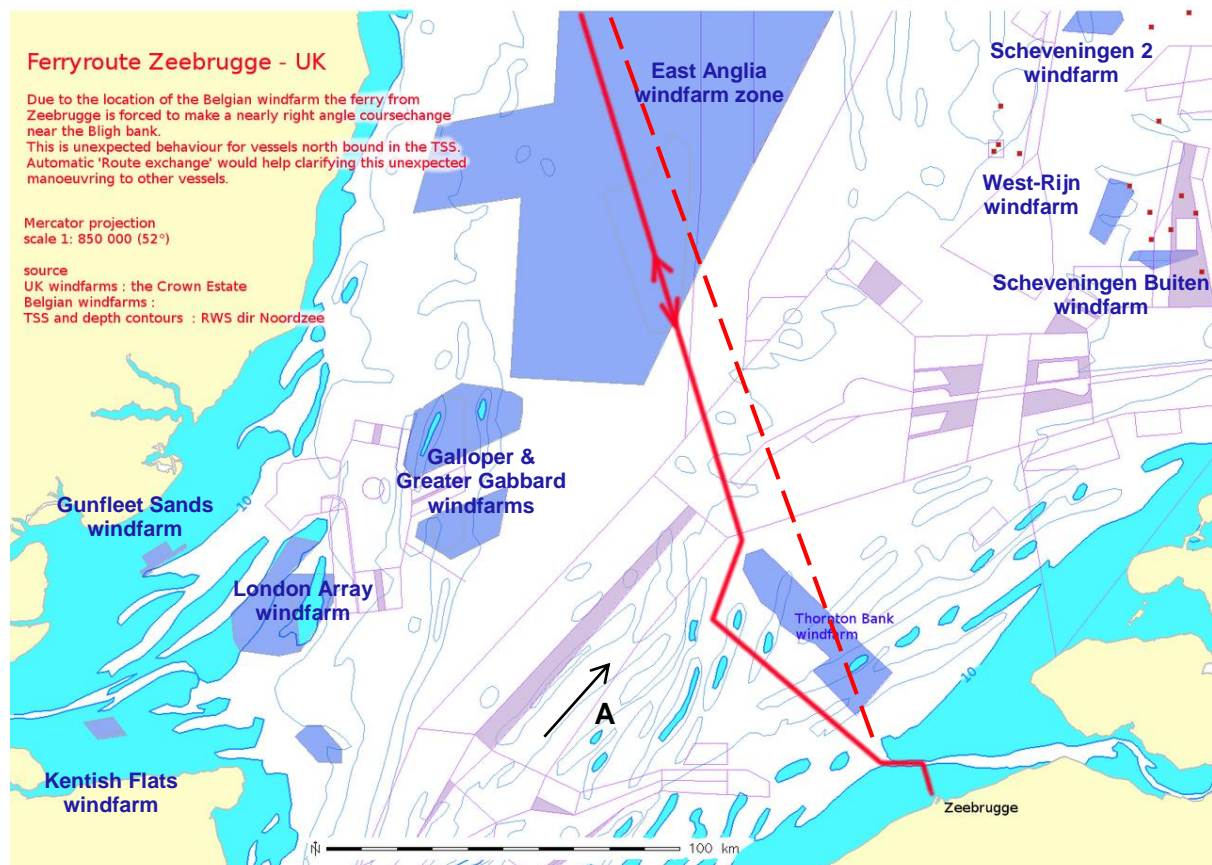 Ferryroute Zeebrugge - UK
Due to the location of the Belgian windfarm the ferry from
Zeebrugge is forced to make a nearly right angle coursechange
near the Bligh bank.
This is unexpected behaviour for vessels north bound in the TSS.
Automatic 'Route exchange' would help clarifying this unexpected
manoeuvring to other vessels.
Mercator projection
scale 1: 850 000 (52°)
source
UK windfarms : the Crown Estate
Belgian windfarms :
TSS and depth contours : RWS dir Noordzee
East Anglia
windfarm zone
Scheveningen 2
windfarm
West-Rijn
windfarm
Scheveningen Buiten
windfarm
Galloper &
Greater Gabbard
windfarms
Gunfleet Sands
windfarm
10
London Array
windfarm
Thornton Bank
windfarm
10
A
Kentish Flats
windfarm
Zeebrugge
N
100 km